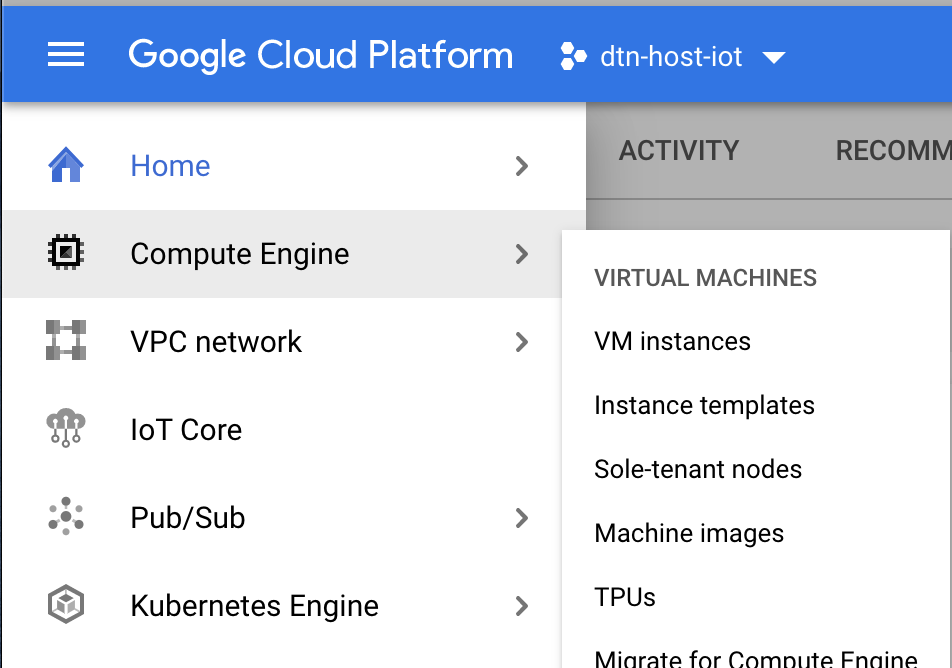 Google Cloud Platform
dtn-host-iot
ACTIVITY
Home
Compute Engine
VPC network
IoT Core
Pub/Sub
Kubernetes Engine
VIRTUAL MACHINES
VM instances
Instance templates
Sole-tenant nodes
Machine images
TPUs
Migrate for Compute Engine